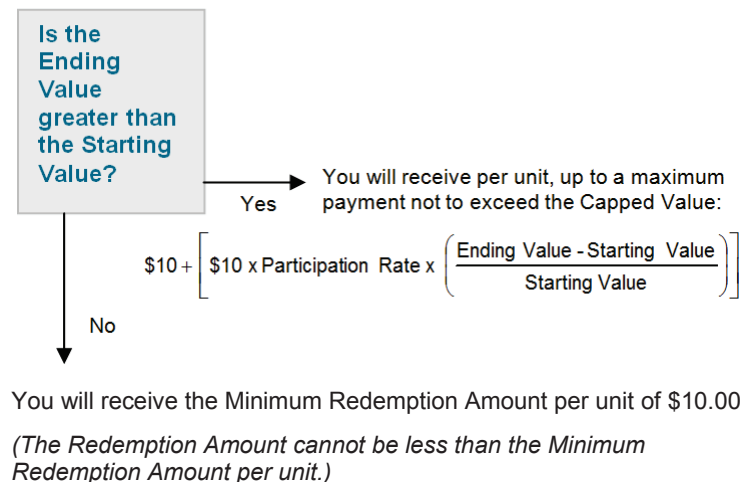 Is the
Ending
Value
greater than
the Starting
Value?
Yes
You will receive per unit, up to a maximum
payment not to exceed the Capped Value:
$10 + [ $10 x Participation Rate x ( Ending Value - Starting Value
Starting Value ) ]
No
You will receive the Minimum Redemption Amount per unit of $10.00
(The Redemption Amount cannot be less than the Minimum
Redemption Amount per unit.)